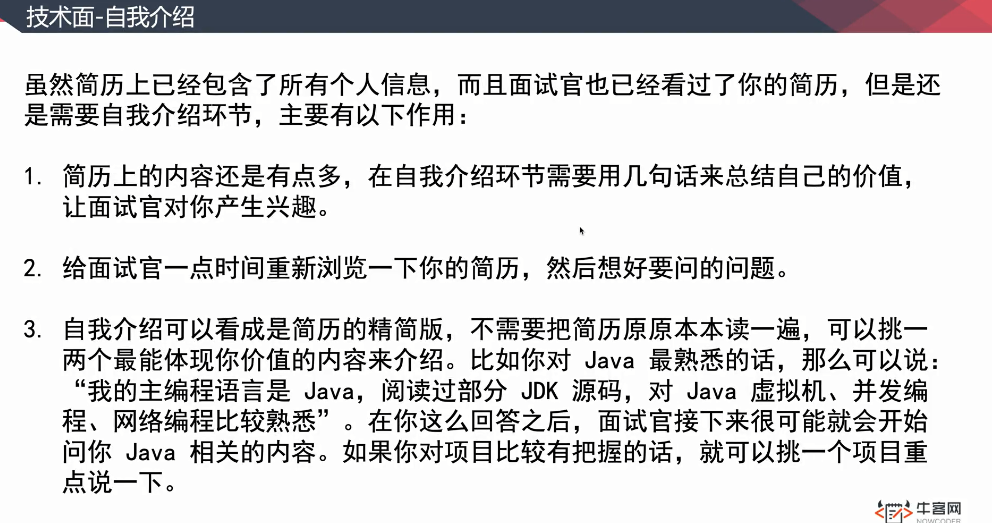 技术面-自我介绍
虽然简历上已经包含了所有个人信息，而且面试官也已经看过了你的简历，但是还
是需要自我介绍环节，主要有以下作用：
1. 简历上的内容还是有点多，在自我介绍环节需要用几句话来总结自己的价值，
让面试官对你产生兴趣。
2. 给面试官一点时间重新浏览一下你的简历，然后想好要问的问题。
3. 自我介绍可以看成是简历的精简版，不需要把简历原原本本读一遍，可以挑一
两个最能体现你价值的内容来介绍。比如你对 Java 最熟悉的话，那么可以说：
“我的主编程语言是 Java，阅读过部分 JDK 源码，对 Java 虚拟机、并发编
程、网络编程比较熟悉”。在你这么回答之后，面试官接下来很可能就会开始
问你 Java 相关的内容。如果你对项目比较有把握的话，就可以挑一个项目重
点说一下。
牛客网
NOWCODER